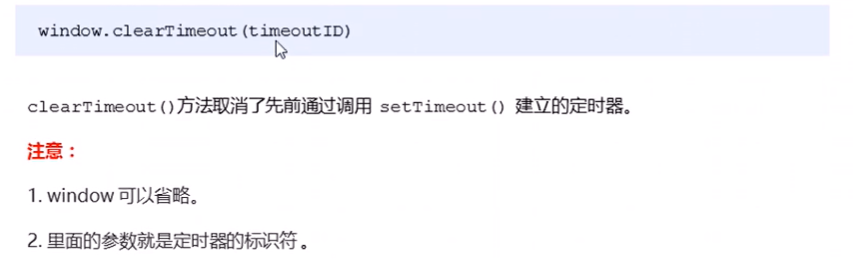 window.clearTimeout(timeoutID)
clearTimeout()方法取消了先前通过调用 setTimeout() 建立的定时器。
注意：
1. window 可以省略。
2. 里面的参数就是定时器的标识符 。